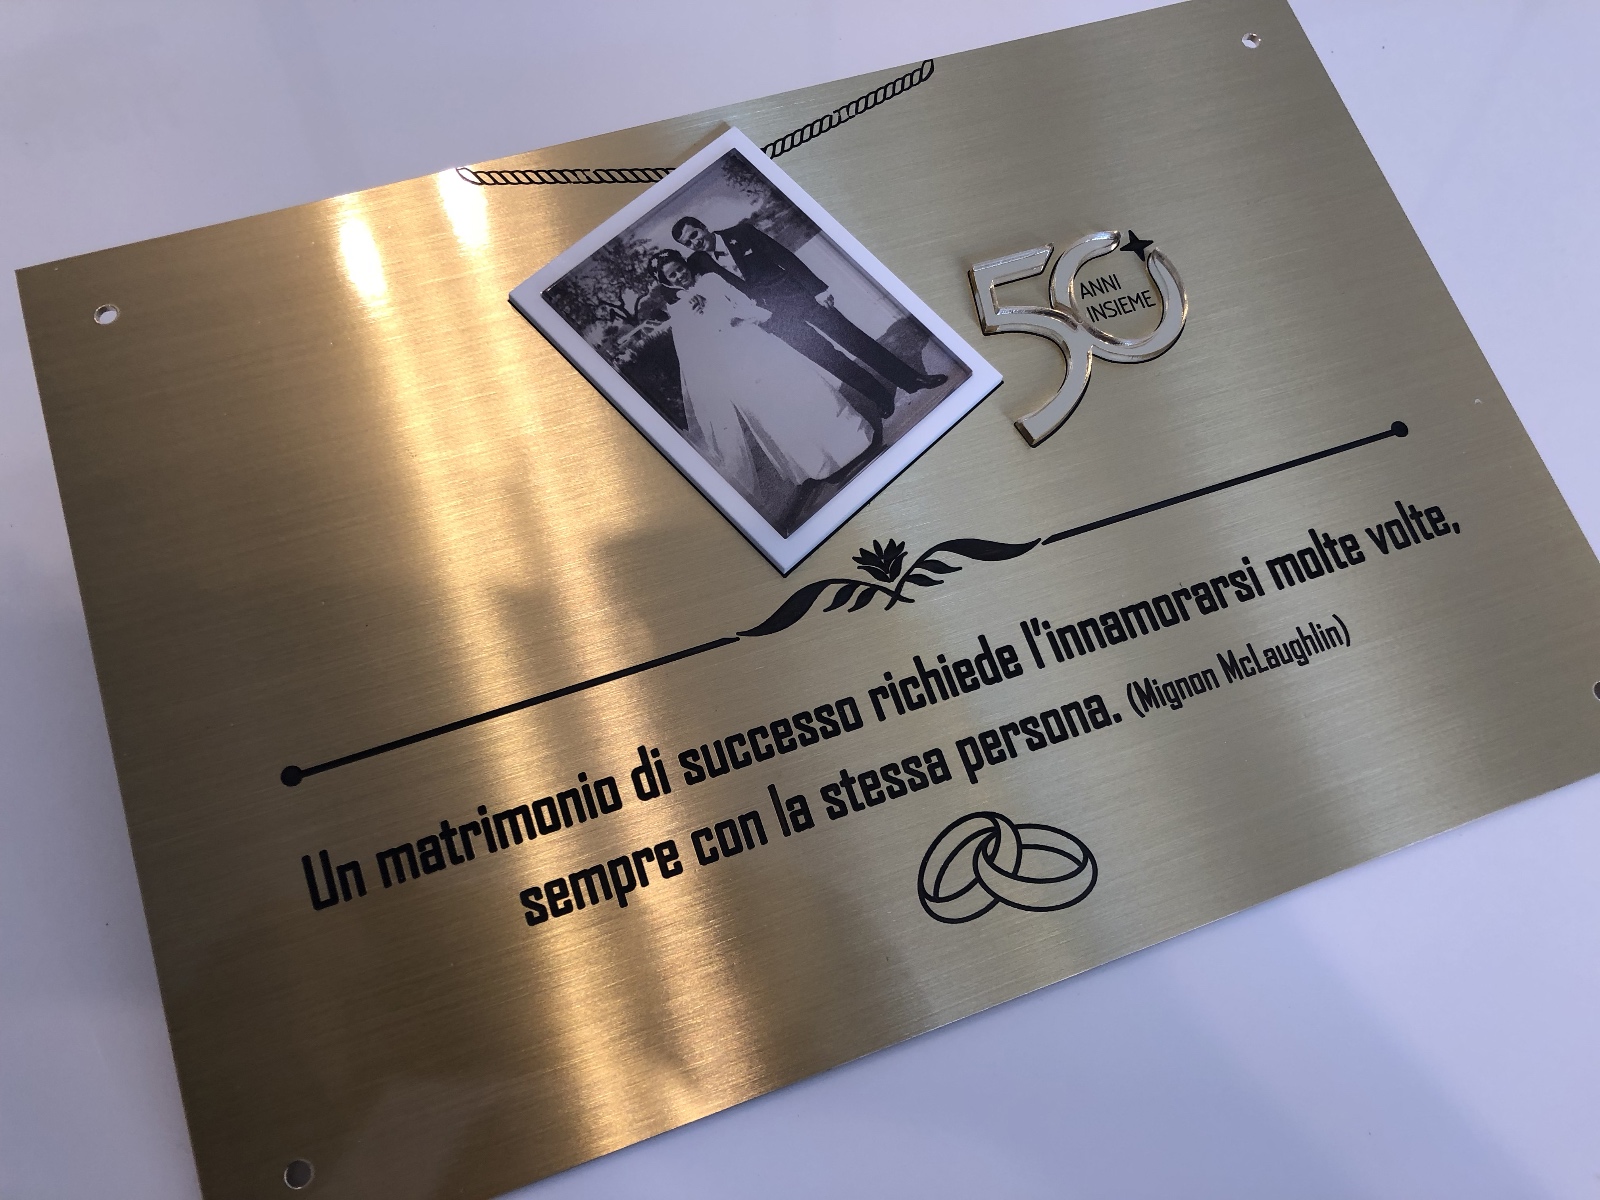 50
ANNI
INSIEME
Un matrimonio di successo richiede l'innamorarsi molte volte,
sempre con la stessa persona. (Mignon McLaughlin)